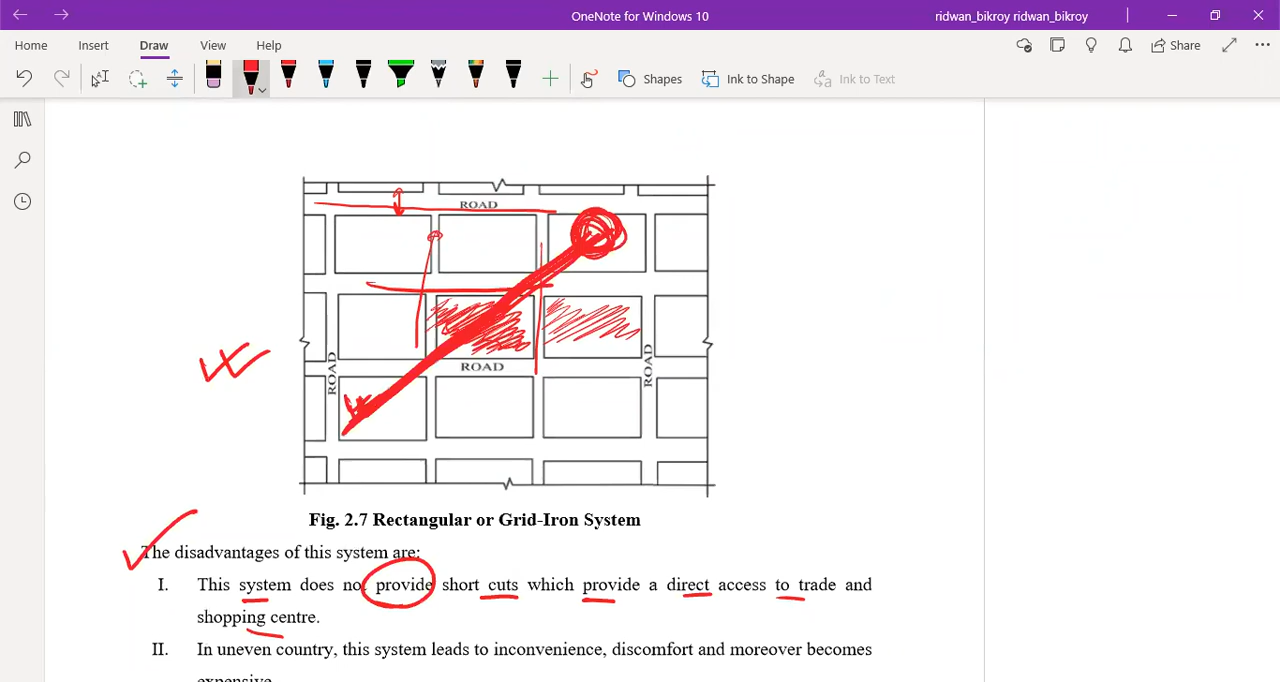 OneNote for Windows 10
ridwan_bikroy ridwan_bikroy
Home Insert Draw View Help
Share
Shapes
Ink to Shape
Ink to Text
ROAD
ROAD
ROAD
ROAD
Fig. 2.7 Rectangular or Grid-Iron System
The disadvantages of this system are:
I. This system does no provide short cuts which provide a direct access to trade and
shopping centre.
II. In uneven country, this system leads to inconvenience, discomfort and moreover becomes
expensive